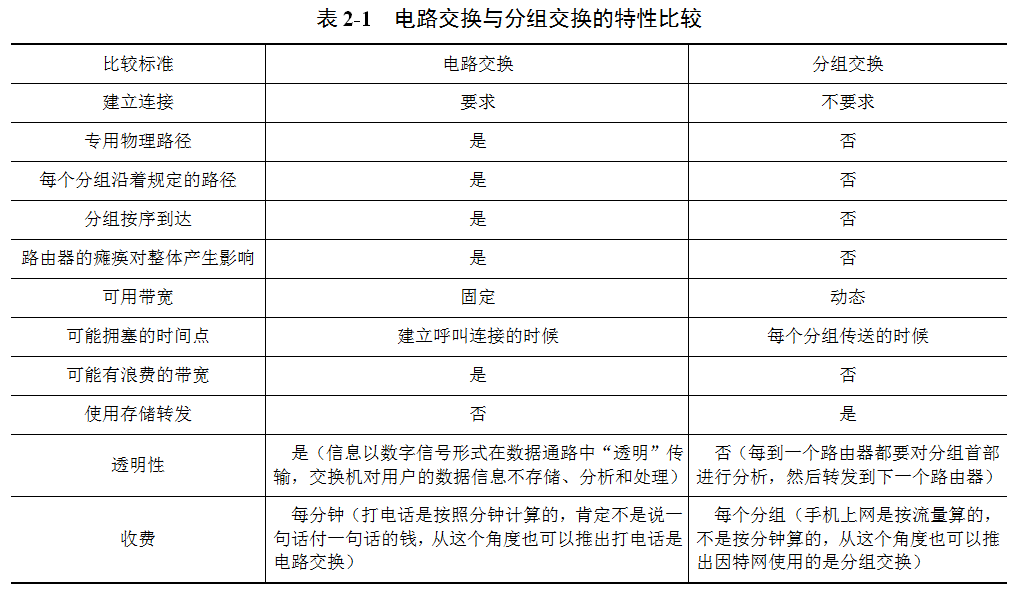 表 2-1 电路交换与分组交换的特性比较
比较标准 电路交换 分组交换
建立连接 要求 不要求
专用物理路径 是 否
每个分组沿着规定的路径 是 否
分组按序到达 是 否
路由器的瘫痪对整体产生影响 是 否
可用带宽 固定 动态
可能拥塞的时间点 建立呼叫连接的时候 每个分组传送的时候
可能有浪费的带宽 是 否
使用存储转发 否 是
透明性
是（信息以数字信号形式在数据通路中“透明”传
输，交换机对用户的数据信息不存储、分析和处理）
否（每到一个路由器都要对分组首部
进行分析，然后转发到下一个路由器）
收费
每分钟（打电话是按照分钟计算的，肯定不是说一
句话付一句话的钱，从这个角度也可以推出打电话是
电路交换）
每个分组（手机上网是按流量算的，
不是按分钟算的，从这个角度也可以推
出因特网使用的是分组交换）